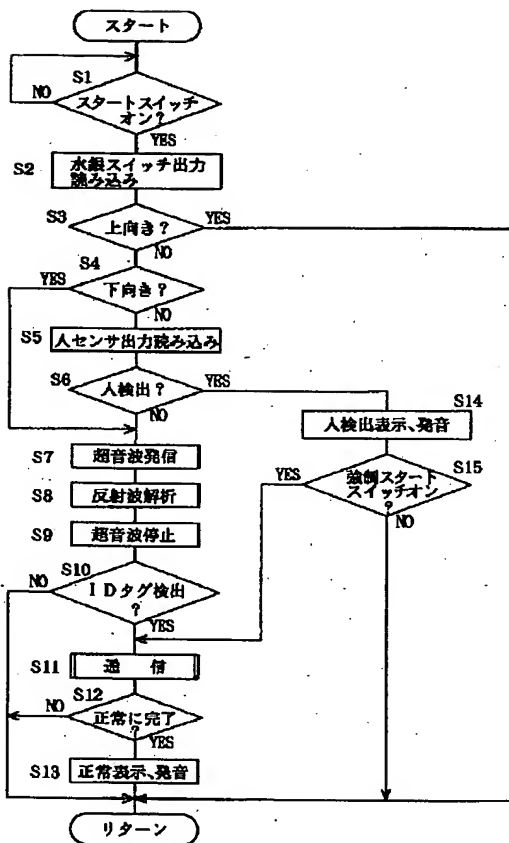 スタート
S1
NO
スタートスイッチ
オン?
YES
S2
水銀スイッチ出力
読み込み
S3
上向き?
YES
NO
S4
YES
下向き?
NO
S5
人センサ出力読み込み
S6
人検出?
YES
NO
S14
人検出表示、発音
S7
超音波発信
YES
強制スタート
スイッチオン
?
S15
NO
S8
反射波解析
S9
超音波停止
S10
NO
IDタグ検出
?
YES
S11
通 信
S12
NO
正常に完了
?
YES
S13
正常表示、発音
リターン